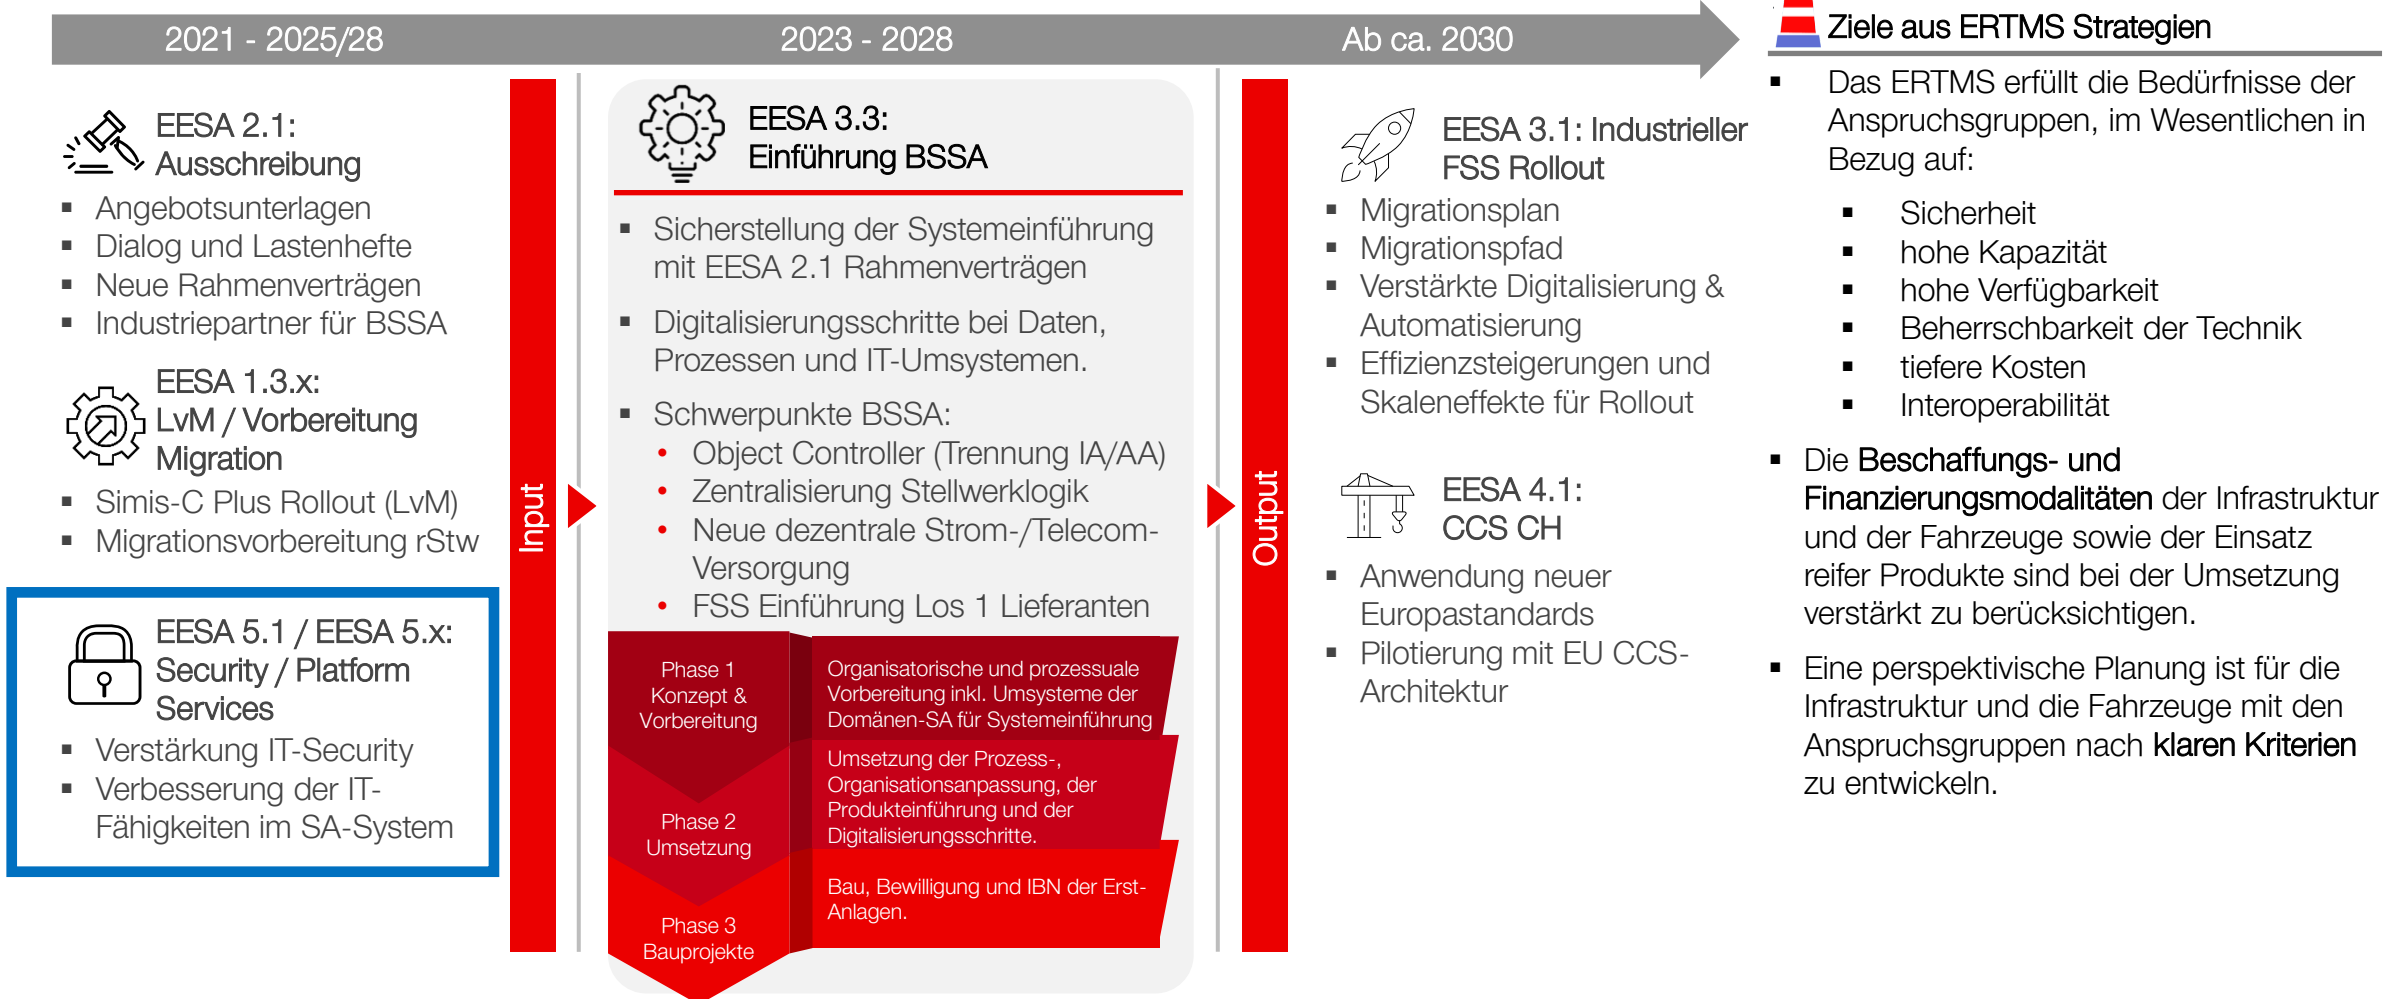 2021 - 2025/28
2023 - 2028
Ab ca. 2030
EESA 2.1:
Ausschreibung
▪ Angebotsunterlagen
▪ Dialog und Lastenhefte
▪ Neue Rahmenverträgen
▪ Industriepartner für BSSA
EESA 1.3.x:
LvM / Vorbereitung
Migration
▪ Simis-C Plus Rollout (LvM)
▪ Migrationsvorbereitung rStw
EESA 5.1 / EESA 5.x:
Security / Platform
Services
▪ Verstärkung IT-Security
▪ Verbesserung der IT-
Fähigkeiten im SA-System
Input
EESA 3.3:
Einführung BSSA
▪ Sicherstellung der Systemeinführung
mit EESA 2.1 Rahmenverträgen
▪ Digitalisierungsschritte bei Daten,
Prozessen und IT-Umsystemen.
▪ Schwerpunkte BSSA:
• Object Controller (Trennung IA/AA)
• Zentralisierung Stellwerklogik
• Neue dezentrale Strom-/Telecom-
Versorgung
• FSS Einführung Los 1 Lieferanten
Phase 1
Konzept &
Vorbereitung
Organisatorische und prozessuale
Vorbereitung inkl. Umsysteme der
Domänen-SA für Systemeinführung
Phase 2
Umsetzung
Umsetzung der Prozess-,
Organisationsanpassung, der
Produkteinführung und der
Digitalisierungsschritte.
Phase 3
Bauprojekte
Bau, Bewilligung und IBN der Erst-
Anlagen.
Output
EESA 3.1: Industrieller
FSS Rollout
▪ Migrationsplan
▪ Migrationspfad
▪ Verstärkte Digitalisierung &
Automatisierung
▪ Effizienzsteigerungen und
Skaleneffekte für Rollout
EESA 4.1:
CCS CH
▪ Anwendung neuer
Europastandards
▪ Pilotierung mit EU CCS-
Architektur
Ziele aus ERTMS Strategien
▪ Das ERTMS erfüllt die Bedürfnisse der
Anspruchsgruppen, im Wesentlichen in
Bezug auf:
▪ Sicherheit
▪ hohe Kapazität
▪ hohe Verfügbarkeit
▪ Beherrschbarkeit der Technik
▪ tiefere Kosten
▪ Interoperabilität
▪ Die Beschaffungs- und
Finanzierungsmodalitäten der Infrastruktur
und der Fahrzeuge sowie der Einsatz
reifer Produkte sind bei der Umsetzung
verstärkt zu berücksichtigen.
▪ Eine perspektivische Planung ist für die
Infrastruktur und die Fahrzeuge mit den
Anspruchsgruppen nach klaren Kriterien
zu entwickeln.